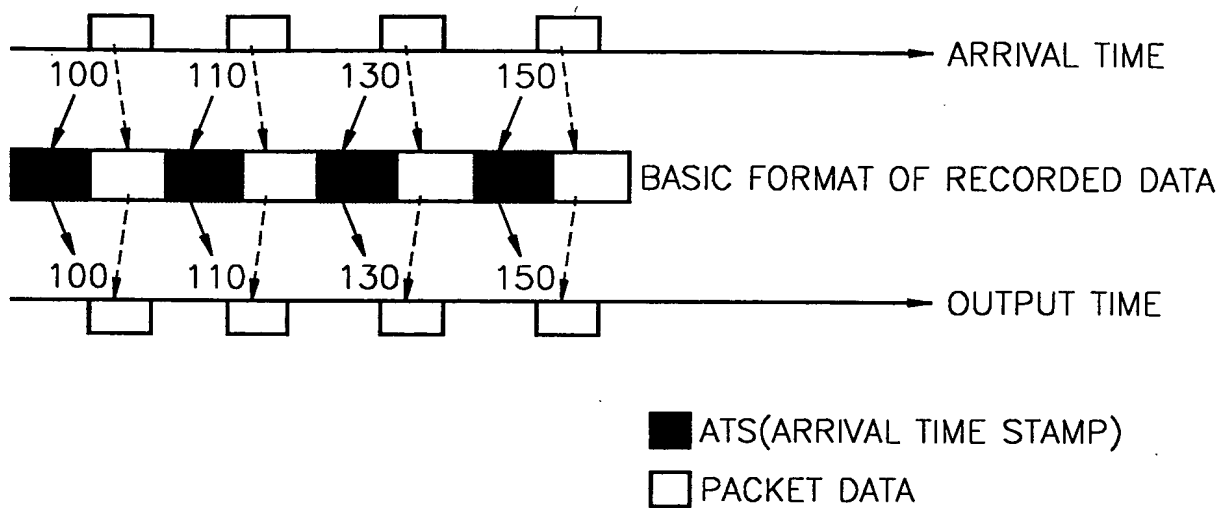 ARRIVAL TIME
100 110 130 150
BASIC FORMAT OF RECORDED DATA
100 110 130 150
OUTPUT TIME
ATS(ARRIVAL TIME STAMP)
PACKET DATA